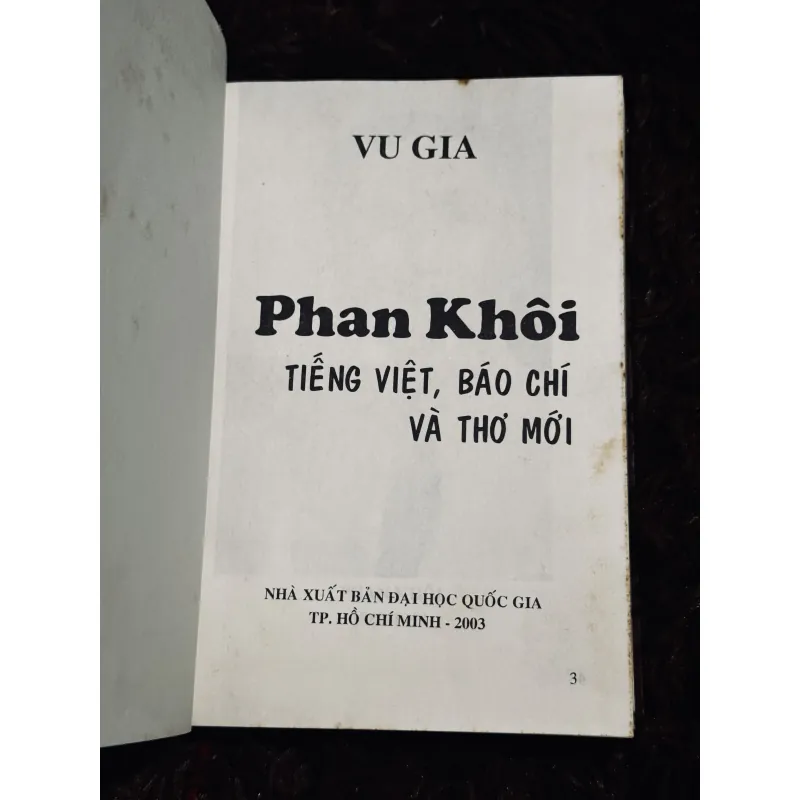 VU GIA
Phan Khôi
TIẾNG VIỆT, BÁO CHÍ
VÀ THƠ MỚI
NHÀ XUẤT BẢN ĐẠI HỌC QUỐC GIA
TP. HỒ CHÍ MINH - 2003
3